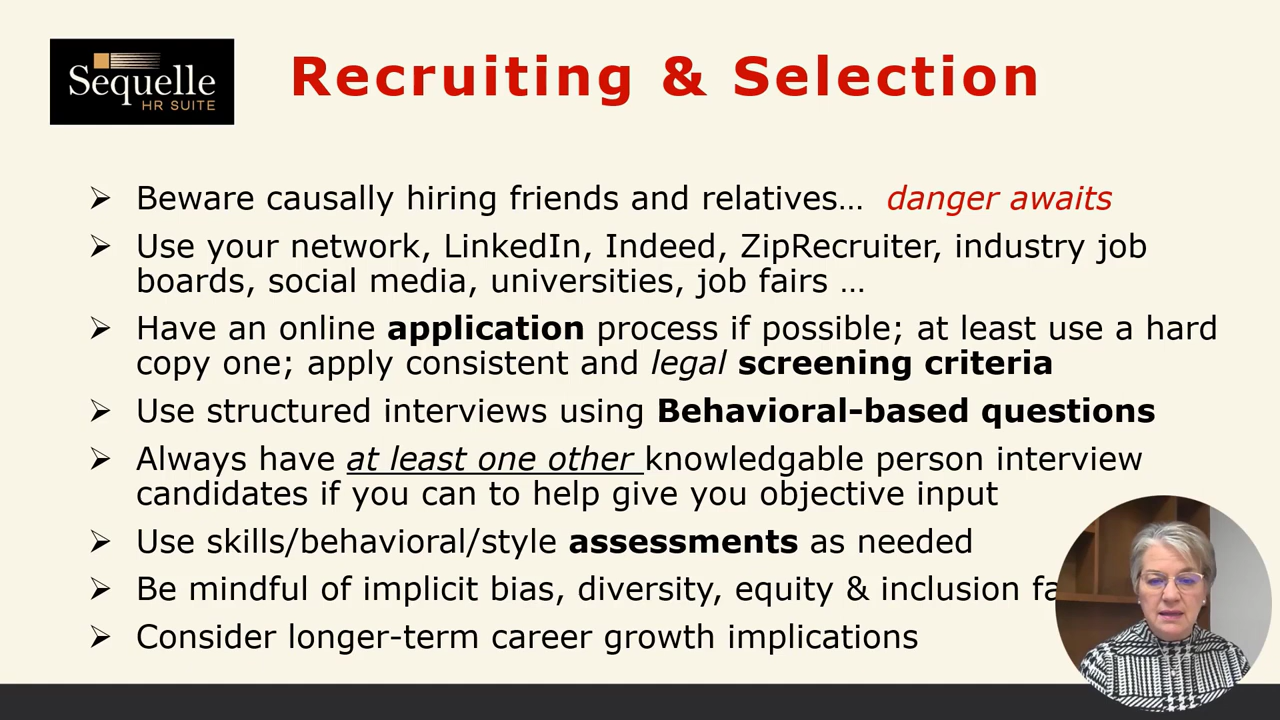 Sequelle
HR SUITE
Recruiting & Selection
➢ Beware causally hiring friends and relatives… danger awaits
➢ Use your network, LinkedIn, Indeed, ZipRecruiter, industry job
boards, social media, universities, job fairs …
➢ Have an online application process if possible; at least use a hard
copy one; apply consistent and legal screening criteria
➢ Use structured interviews using Behavioral-based questions
➢ Always have at least one other knowledgable person interview
candidates if you can to help give you objective input
➢ Use skills/behavioral/style assessments as needed
➢ Be mindful of implicit bias, diversity, equity & inclusion
➢ Consider longer-term career growth implications